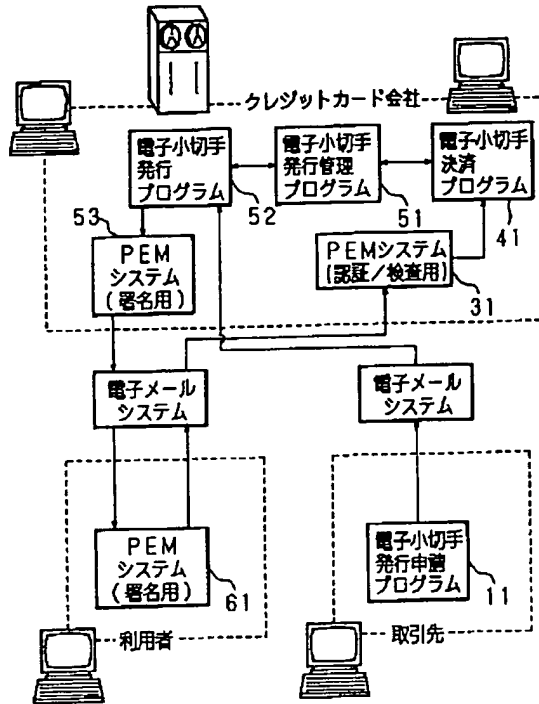 クレジットカード会社
電子小切手
発行
プログラム
52
電子小切手
発行管理
プログラム
51
電子小切手
決済
プログラム
41
53
PEM
システム
(署名用)
PEMシステム
(認証/検査用)
31
電子メール
システム
電子メール
システム
PEM
システム
(署名用)
61
電子小切手
発行申請
プログラム
11
利用者
取引先